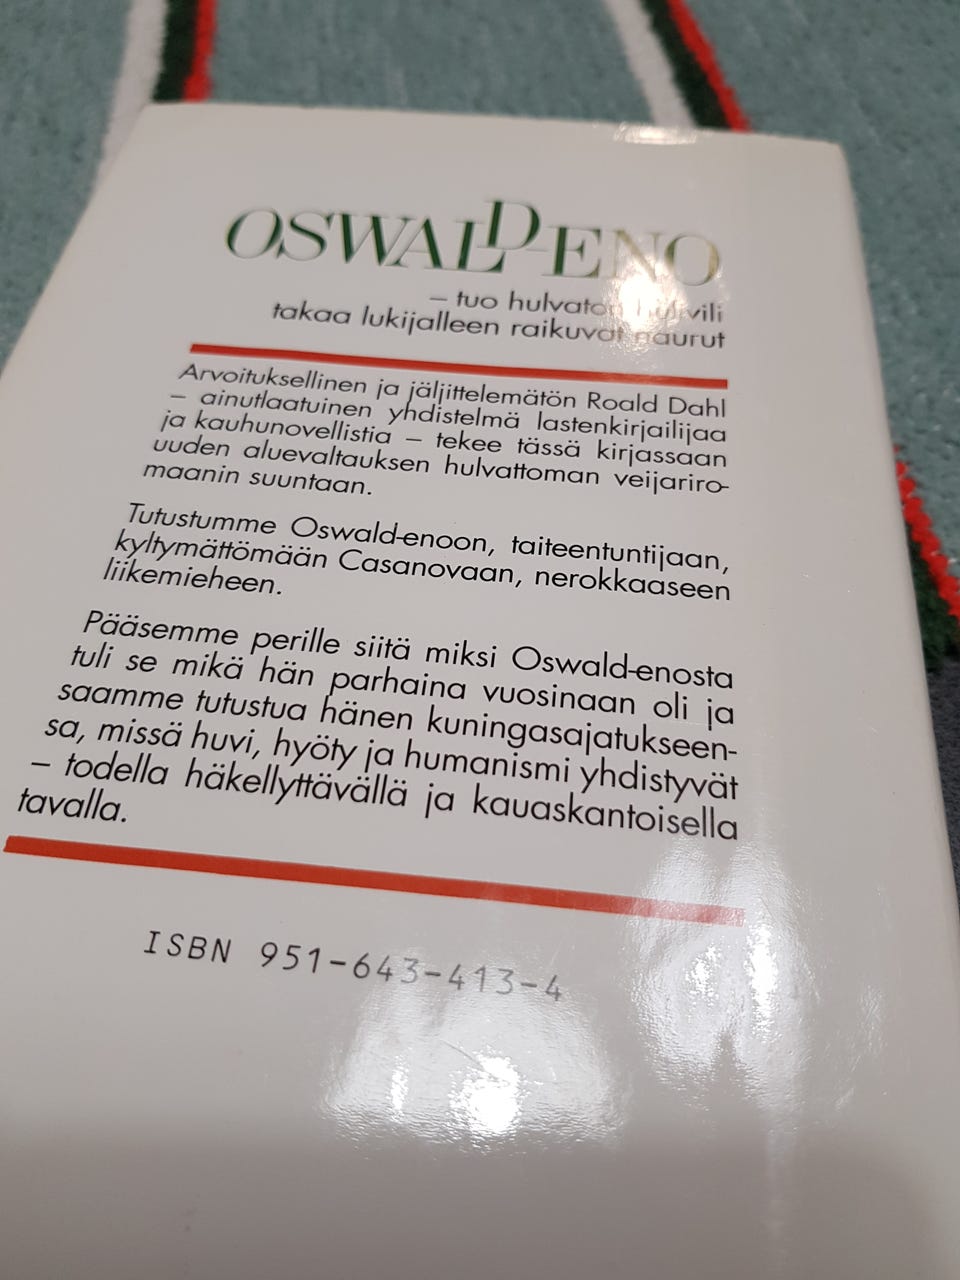 OSWALD-ENO
– tuo hulvaton
takaa lukijalleen raikuvat naurut
Arvoituksellinen ja jäljittelemätön Roald Dahl
– ainutlaatuinen yhdistelmä lastenkirjailijaa
ja kauhunovellistia – tekee tässä kirjassaan
uuden aluevaltauksen hulvattoman veijariro-
maanin suuntaan.
Tutustumme Oswald-enoon, taiteentuntijaan,
kyltymättömään Casanovaan, nerokkaaseen
liikemieheen.
Pääsemme perille siitä miksi Oswald-enosta
tuli se mikä hän parhaina vuosinaan oli ja
saamme tutustua hänen kuningasajatukseen-
sa, missä huvi, hyöty ja humanismi yhdistyvät
– todella häkellyttävällä ja kauaskantoisella
tavalla.
ISBN 951-643-413-4